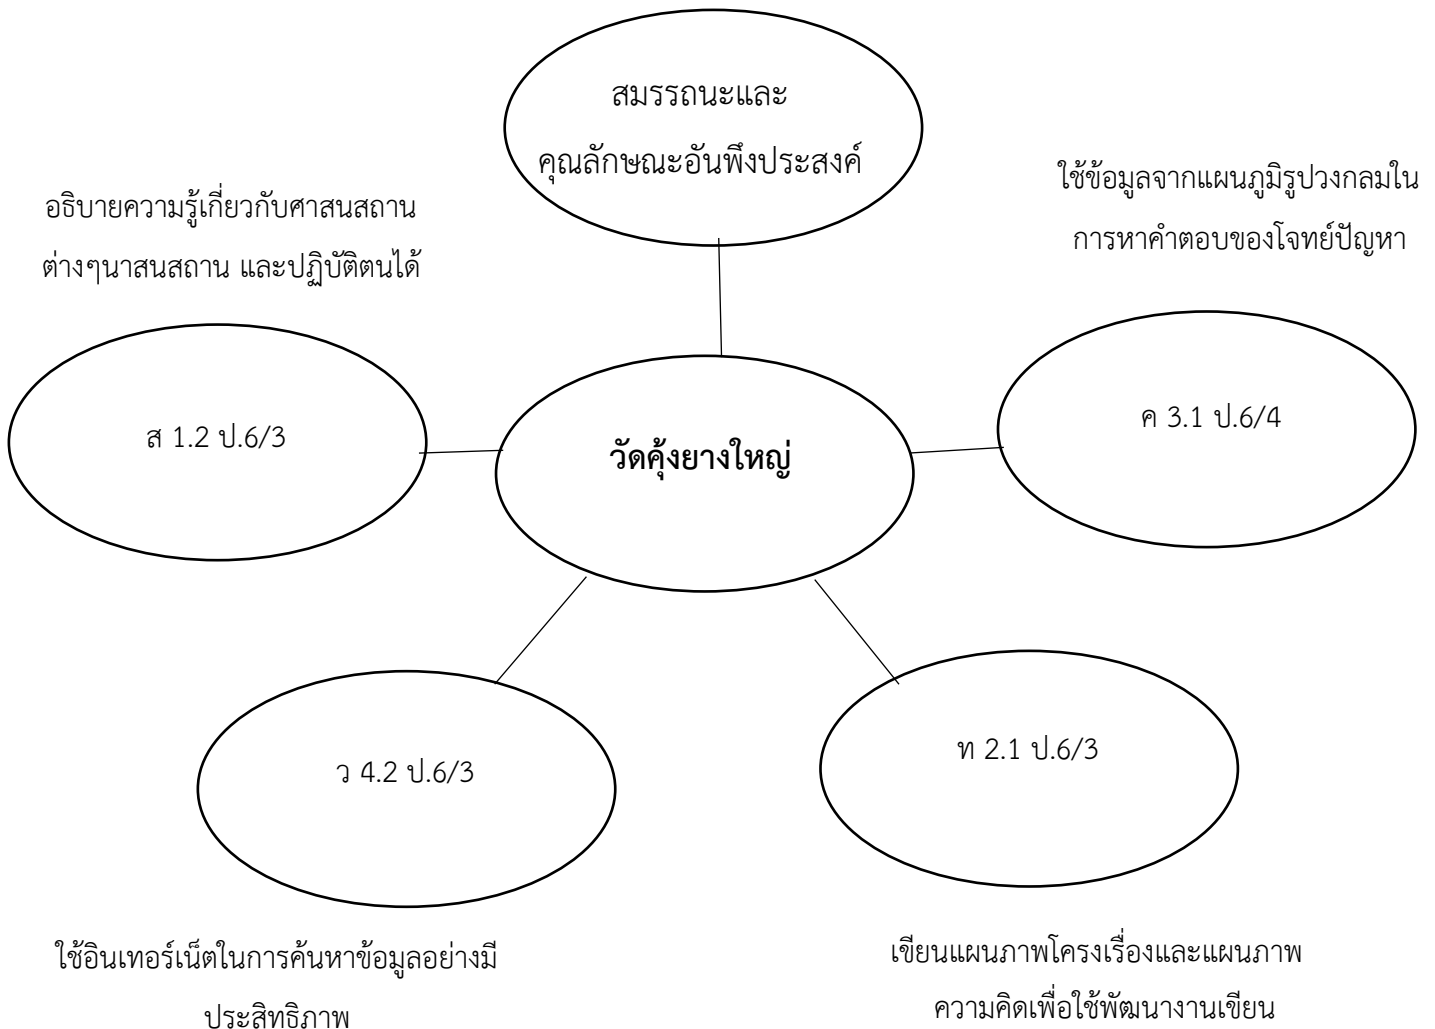 สมรรถนะและ
คุณลักษณะอันพึงประสงค์
อธิบายความรู้เกี่ยวกับศาสนสถาน
ต่างๆนาสนสถาน และปฏิบัติตนได้
ใช้ข้อมูลจากแผนภูมิรูปวงกลมใน
การหาคำตอบของโจทย์ปัญหา
ส 1.2 ป.6/3
วัดคุ้งยางใหญ่
ค 3.1 ป.6/4
ว 4.2 ป.6/3
ท 2.1 ป.6/3
ใช้อินเทอร์เน็ตในการค้นหาข้อมูลอย่างมี
ประสิทธิภาพ
เขียนแผนภาพโครงเรื่องและแผนภาพ
ความคิดเพื่อใช้พัฒนางานเขียน